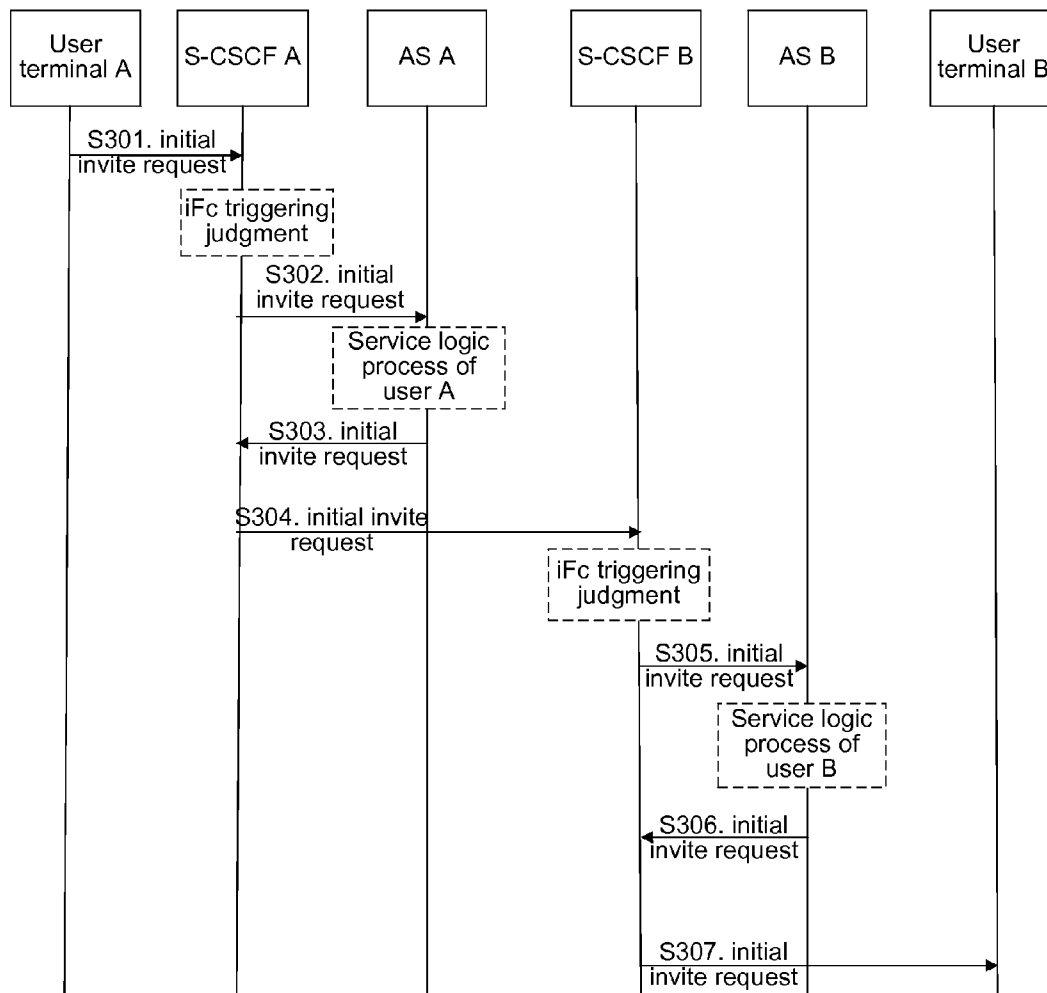 User
terminal A
S-CSCF A
AS A
S-CSCF B
AS B
User
terminal B
S301. initial
invite request
iFc triggering
judgment
S302. initial
invite request
Service logic
process of
user A
S303. initial
invite request
S304. initial invite
request
iFc triggering
judgment
S305. initial
invite request
Service logic
process of
user B
S306. initial
invite request
S307. initial
invite request